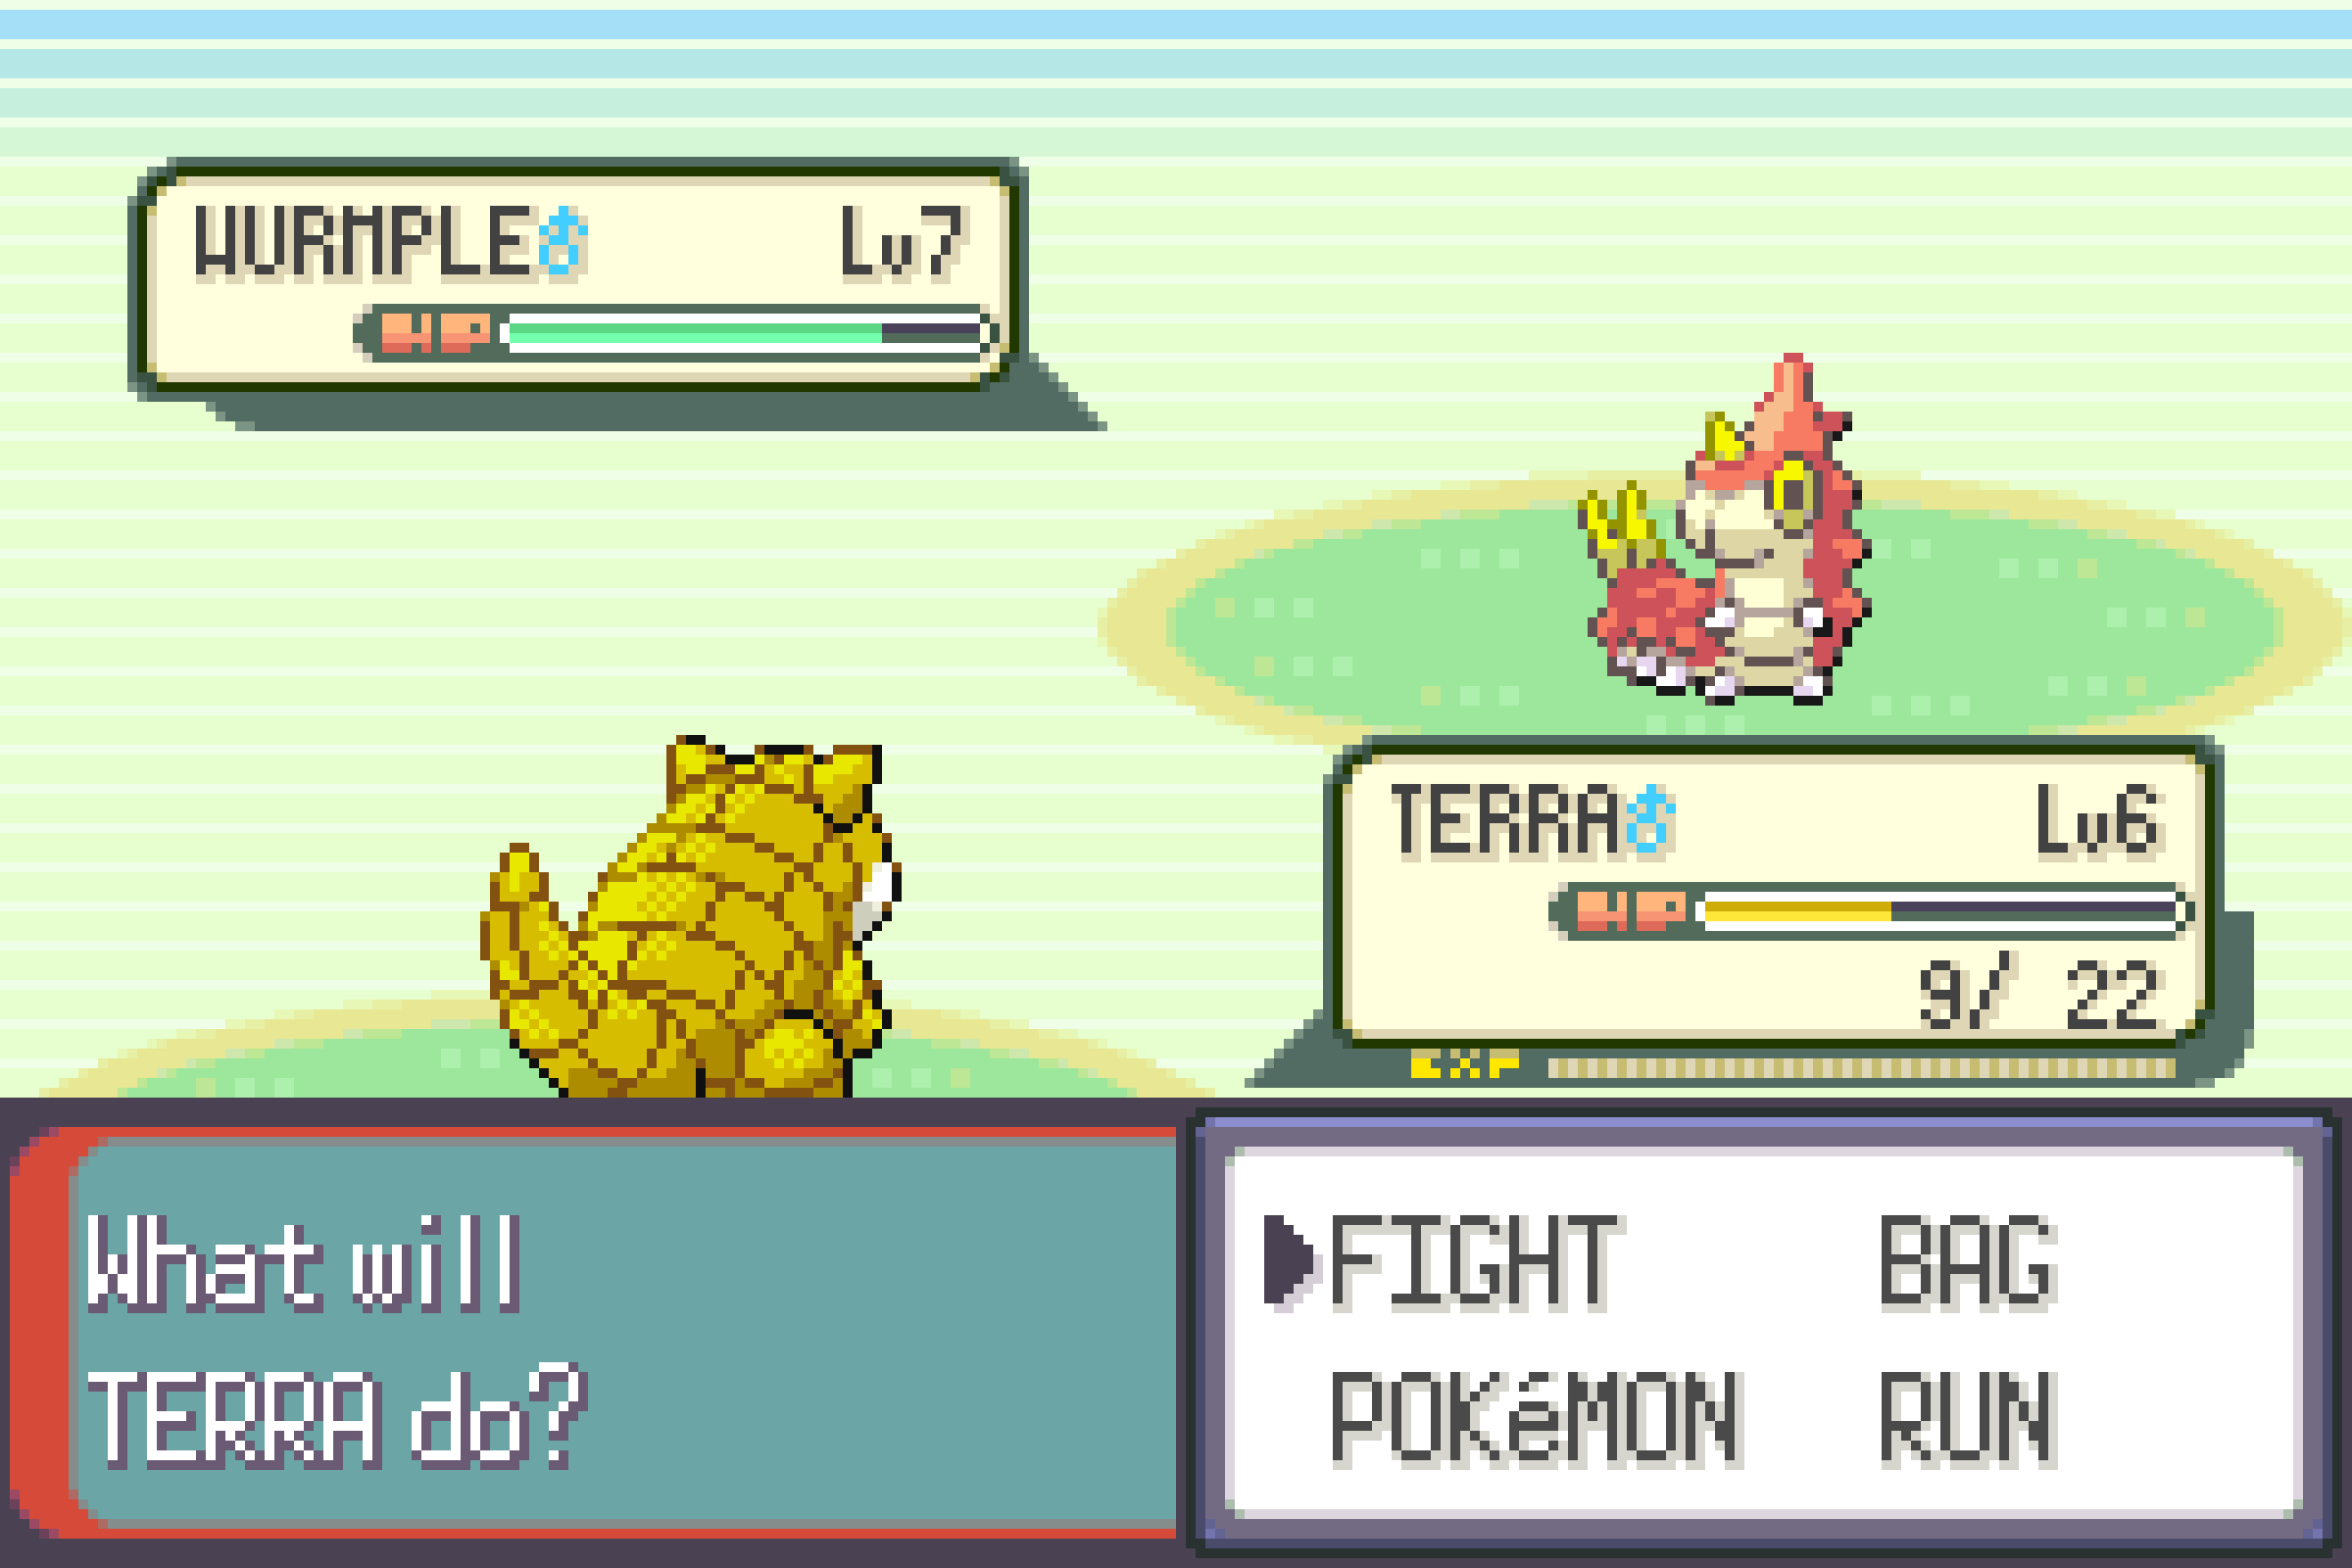 WURMPLE♂ Lv7
HP
TERRA♂ Lv6
HP
9/ 22
EXP
What will
TERRA do?
▶FIGHT BAG
POKéMON RUN